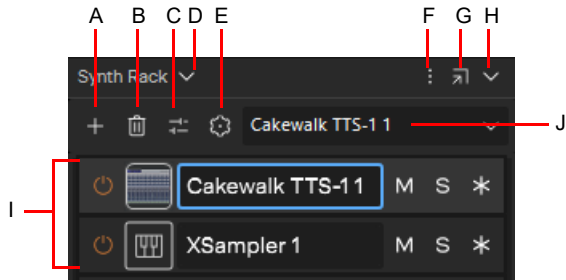 A B C D E F G H
Synth Rack
Cakewalk TTS-1 1 J
I
Cakewalk TTS-1 1 M S
XSampler 1 M S